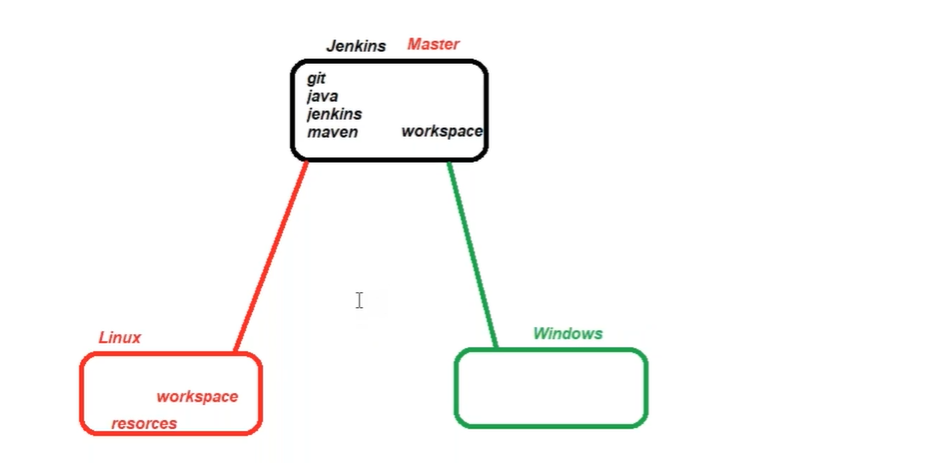 Jenkins Master
git
java
jenkins
maven workspace
Linux
workspace
resorces
Windows